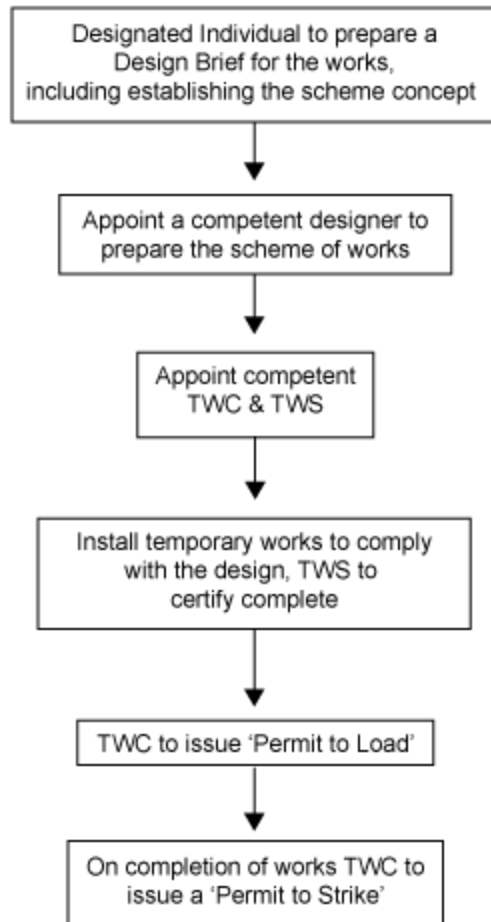 Designated Individual to prepare a
Design Brief for the works,
including establishing the scheme concept
Appoint a competent designer to
prepare the scheme of works
Appoint competent
TWC & TWS
Install temporary works to comply
with the design, TWS to
certify complete
TWC to issue ‘Permit to Load’
On completion of works TWC to
issue a ‘Permit to Strike’